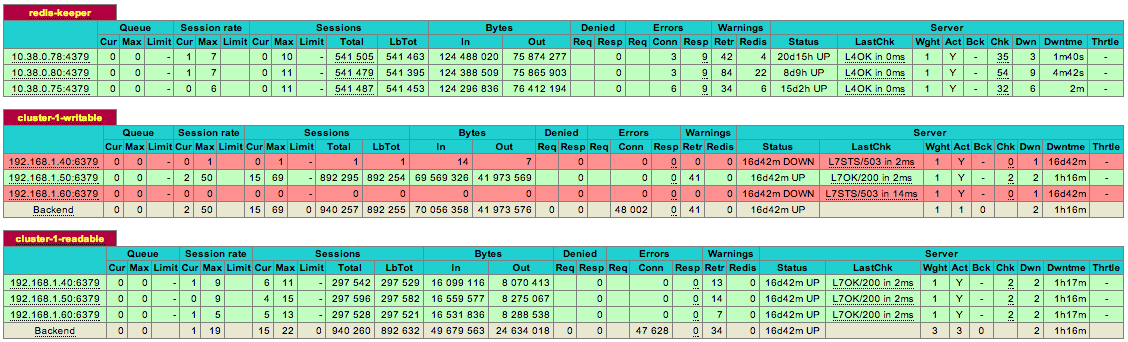 redis-keeper
Queue Session rate Sessions Bytes Denied Errors Warnings Server
Cur Max Limit Cur Max Limit Cur Max Limit Total LbTot In Out Req Resp Req Conn Resp Retr Redis Status LastChk Wght Act Bck Chk Dwn Dwntme Thrtle
10.38.0.78:4379 0 0 - 1 7 0 10 - 541 505 541 463 124 488 020 75 874 277 0 3 9 42 4 20d15h UP L4OK in 0ms 1 Y - 35 3 1m40s -
10.38.0.80:4379 0 0 - 1 7 0 11 - 541 479 541 395 124 388 509 75 865 903 0 3 9 84 22 8d9h UP L4OK in 0ms 1 Y - 54 9 4m42s -
10.38.0.75:4379 0 0 - 0 6 0 11 - 541 487 541 453 124 296 836 76 412 194 0 6 9 34 6 15d2h UP L4OK in 0ms 1 Y - 32 6 2m -
cluster-1-writable
Queue Session rate Sessions Bytes Denied Errors Warnings Server
Cur Max Limit Cur Max Limit Cur Max Limit Total LbTot In Out Req Resp Req Conn Resp Retr Redis Status LastChk Wght Act Bck Chk Dwn Dwntme Thrtle
192.168.1.40:6379 0 0 - 0 1 0 1 - 1 1 14 7 0 0 0 0 0 16d42m DOWN L7STS/503 in 2ms 1 Y - 0 1 16d42m -
192.168.1.50:6379 0 0 - 2 50 15 69 - 892 295 892 254 69 569 326 41 973 569 0 0 0 41 0 16d42m UP L7OK/200 in 2ms 1 Y - 2 2 1h16m -
192.168.1.60:6379 0 0 - 0 0 0 0 - 0 0 0 0 0 0 0 0 0 16d42m DOWN L7STS/503 in 14ms 1 Y - 0 1 16d42m -
Backend 0 0 2 50 15 69 0 940 257 892 255 70 056 358 41 973 576 0 0 48 002 0 41 0 16d42m UP 1 1 0 2 1h16m
cluster-1-readable
Queue Session rate Sessions Bytes Denied Errors Warnings Server
Cur Max Limit Cur Max Limit Cur Max Limit Total LbTot In Out Req Resp Req Conn Resp Retr Redis Status LastChk Wght Act Bck Chk Dwn Dwntme Thrtle
192.168.1.40:6379 0 0 - 1 9 6 11 - 297 542 297 529 16 099 116 8 070 413 0 0 0 13 0 16d42m UP L7OK/200 in 2ms 1 Y - 2 2 1h17m -
192.168.1.50:6379 0 0 - 0 9 4 15 - 297 596 297 582 16 559 577 8 275 067 0 0 0 14 0 16d42m UP L7OK/200 in 2ms 1 Y - 2 2 1h16m -
192.168.1.60:6379 0 0 - 1 5 5 13 - 297 528 297 521 16 531 836 8 288 538 0 0 0 7 0 16d42m UP L7OK/200 in 2ms 1 Y - 2 2 1h16m -
Backend 0 0 1 19 15 22 0 940 260 892 632 49 679 563 24 634 018 0 0 47 628 0 34 0 16d42m UP 3 3 0 2 1h16m